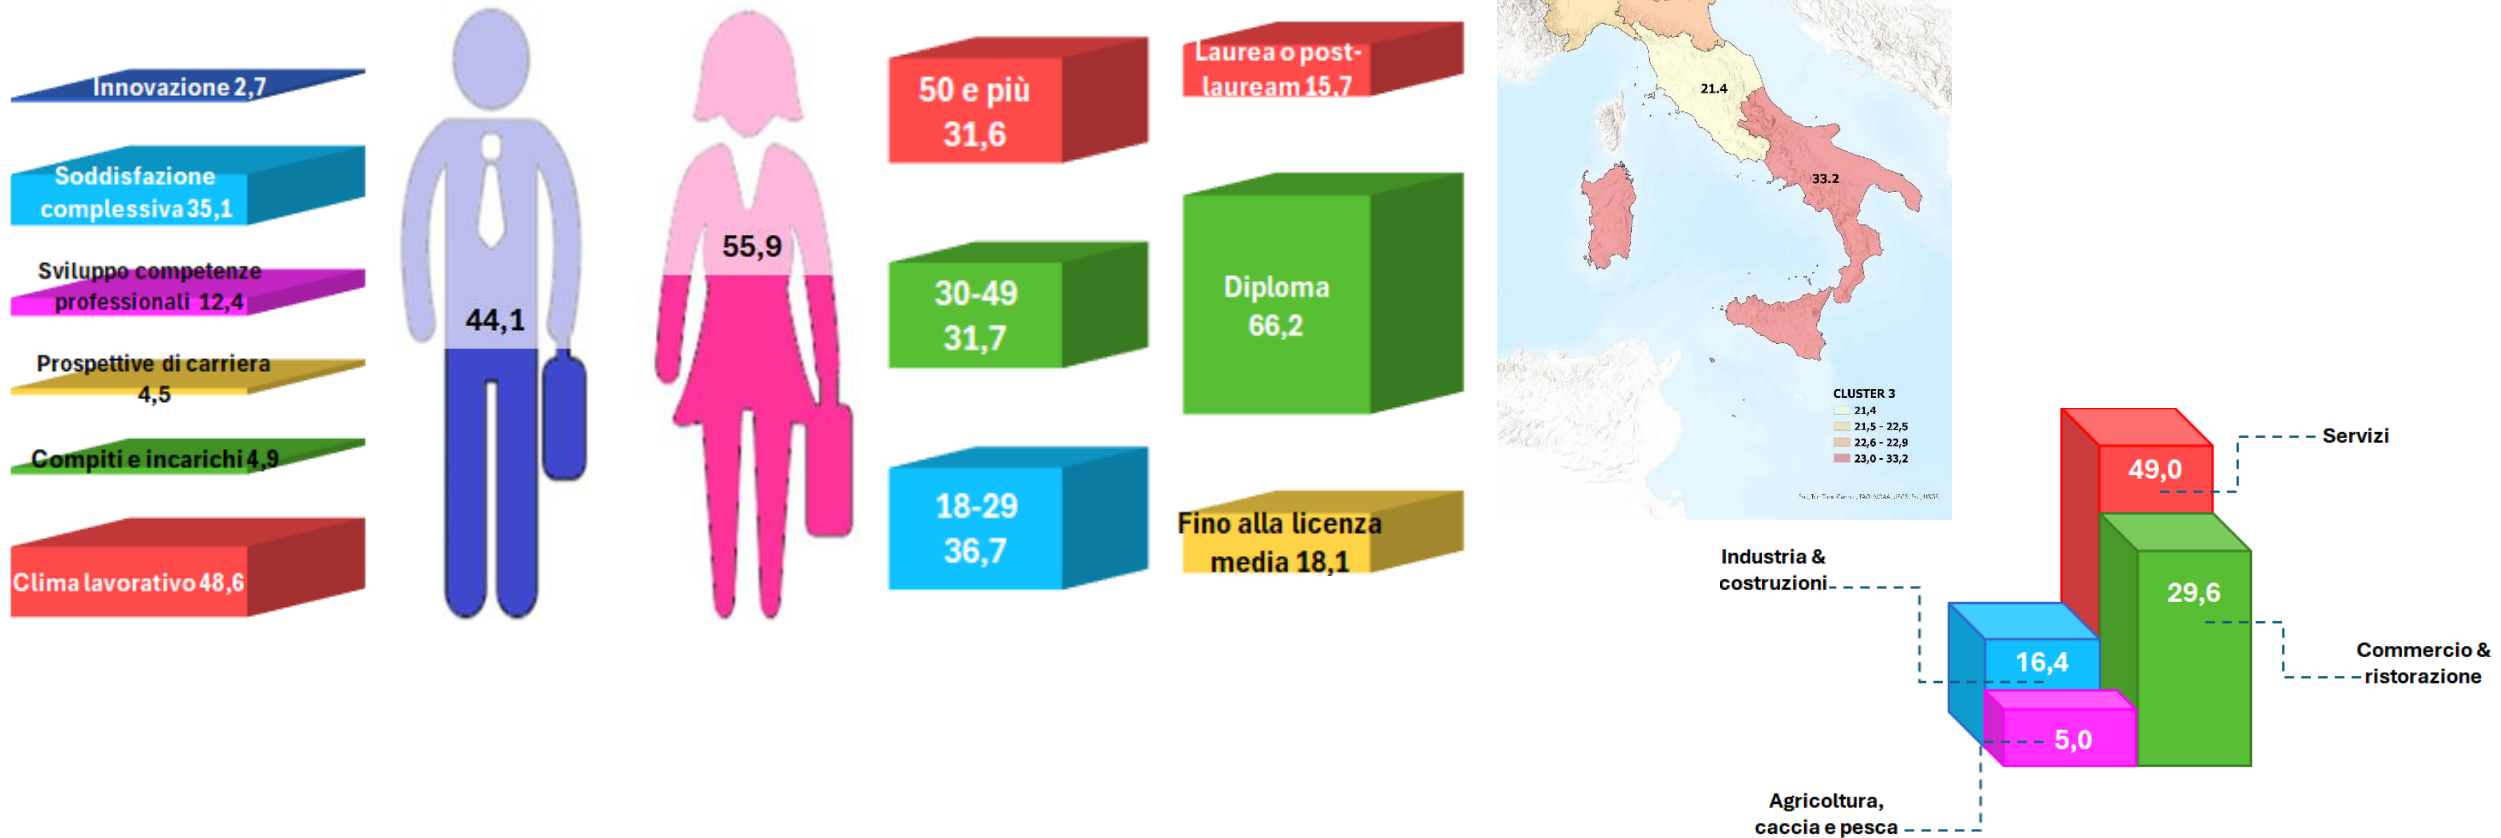 Innovazione 2,7
Soddisfazione
complessiva 35,1
Sviluppo competenze
professionali 12,4
Prospettive di carriera
4,5
Compiti e incarichi 4,9
Clima lavorativo 48,6
44,1
55,9
50 e più
31,6
30-49
31,7
18-29
36,7
Laurea o post-
lauream 15,7
Diploma
66,2
Fino alla licenza
media 18,1
21.4
33.2
CLUSTER 3
21,4
21,5 - 22,5
22,6 - 22,9
23,0 - 33,2
49,0
Servizi
Industria &
costruzioni
29,6
16,4
Commercio &
ristorazione
5,0
Agricoltura,
caccia e pesca